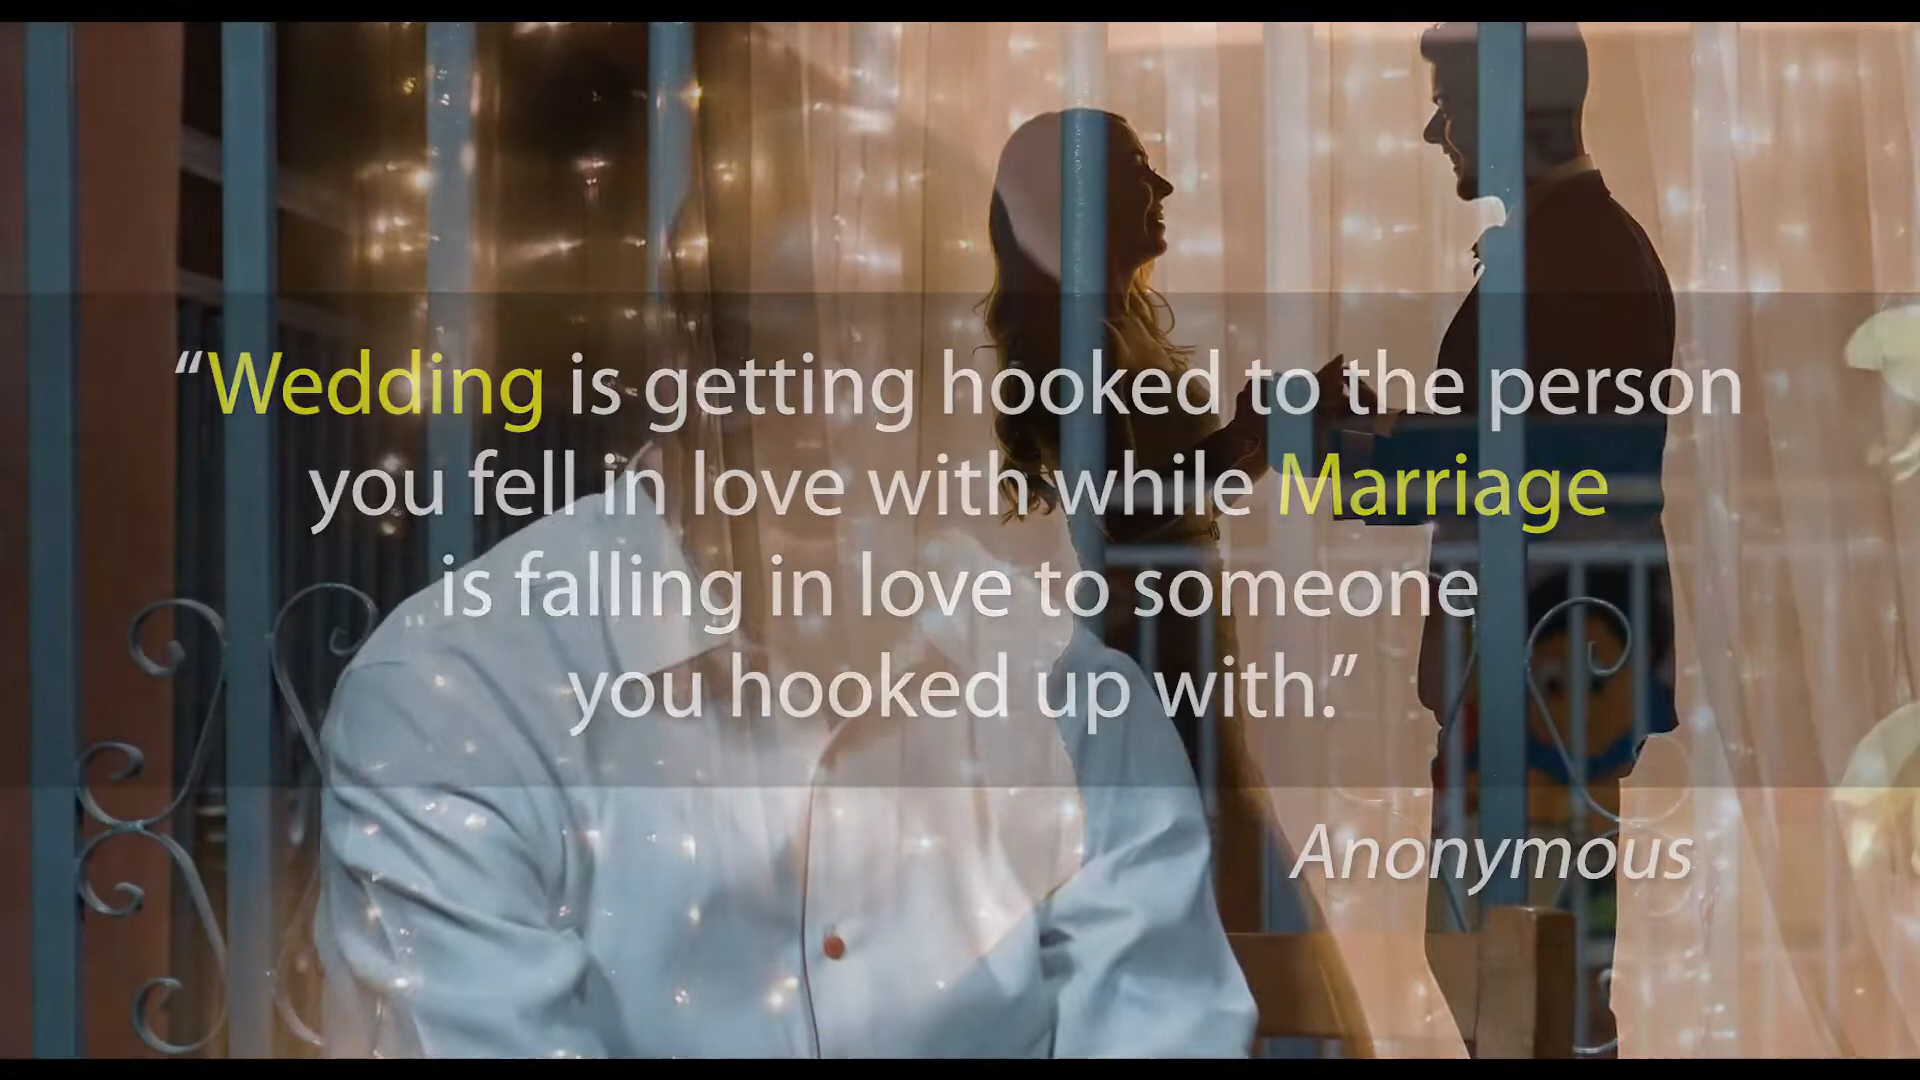 “Wedding is getting hooked to the person
you fell in love with while Marriage
is falling in love to someone
you hooked up with.”
Anonymous